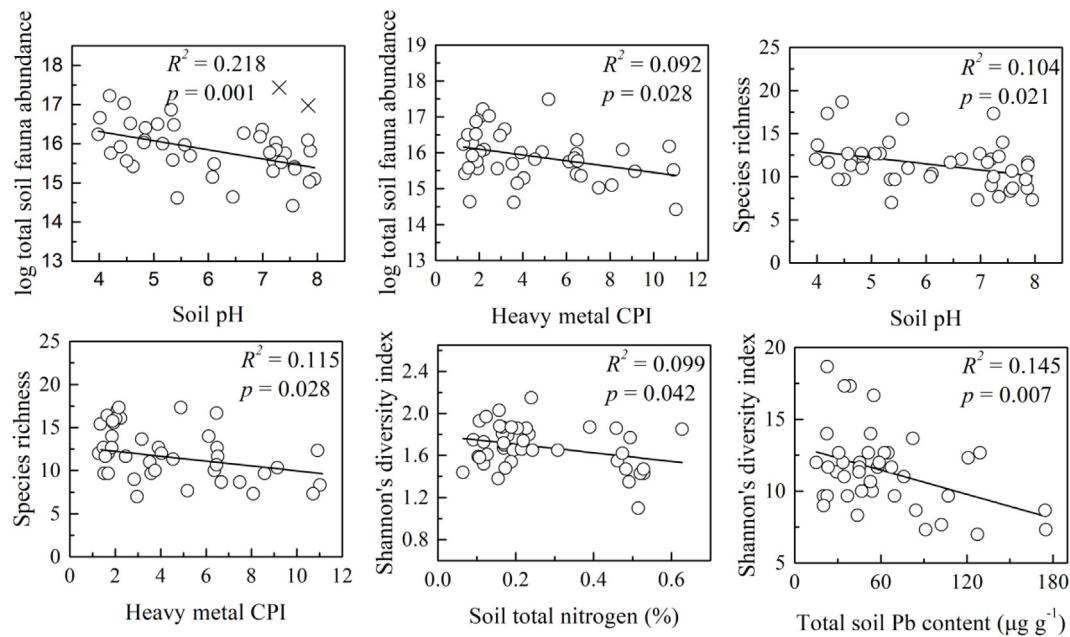 log total soil fauna abundance
18
17
16
15
14
13
R² = 0.218
p = 0.001
4 5 6 7 8
Soil pH
log total soil fauna abundance
19
18
17
16
15
14
13
R² = 0.092
p = 0.028
0 2 4 6 8 10 12
Heavy metal CPI
Species richness
25
20
15
10
5
0
R² = 0.104
p = 0.021
4 5 6 7 8
Soil pH
Species richness
25
20
15
10
5
0
R² = 0.115
p = 0.028
0 2 4 6 8 10 12
Heavy metal CPI
Shannon's diversity index
2.4
2.0
1.6
1.2
0.8
R² = 0.099
p = 0.042
0.0 0.2 0.4 0.6
Soil total nitrogen (%)
Shannon's diversity index
20
15
10
5
R² = 0.145
p = 0.007
0 60 120 180
Total soil Pb content (μg g⁻¹)